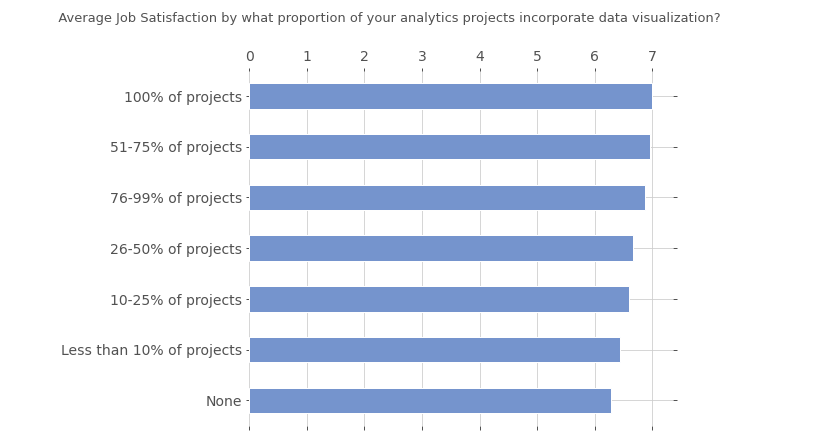 Average Job Satisfaction by what proportion of your analytics projects incorporate data visualization?
0 1 2 3 4 5 6 7
100% of projects
51-75% of projects
76-99% of projects
26-50% of projects
10-25% of projects
Less than 10% of projects
None